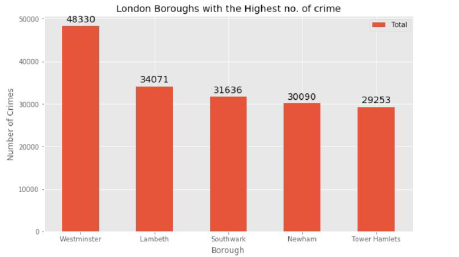 London Boroughs with the Highest no. of crime
Total
48330
34071
31636
30090
29253
Number of Crimes
50000
40000
30000
20000
10000
0
Westminster Lambeth Southwark Newham Tower Hamlets
Borough